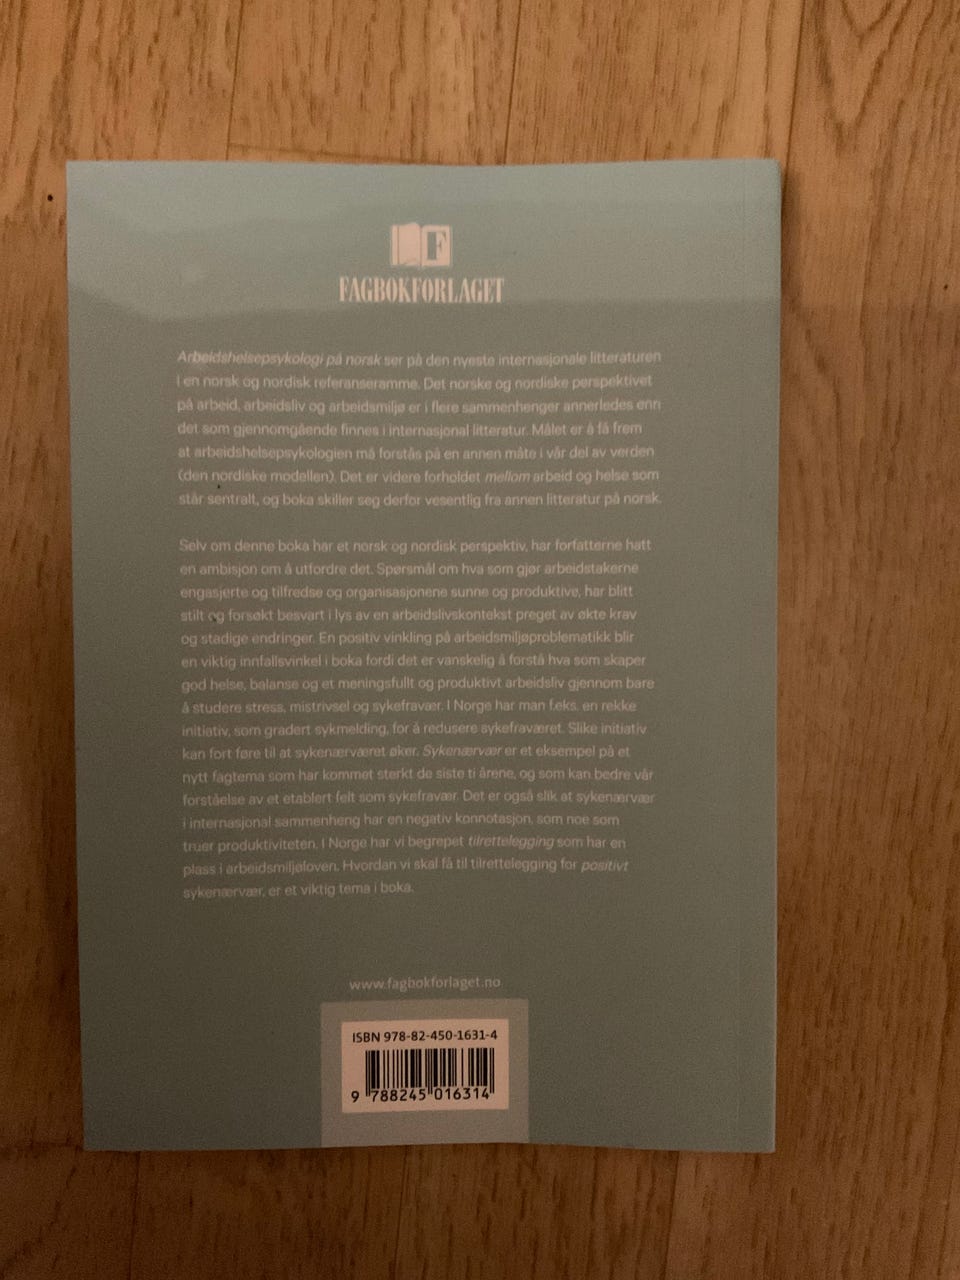 F
FAGBOKFORLAGET
Arbeidshelsepsykologi på norsk ser på den nyeste internasjonale litteraturen
i en norsk og nordisk referanseramme. Det norske og nordiske perspektivet
på arbeid, arbeidsliv og arbeidsmiljø er i flere sammenhenger annerledes enn
det som gjennomgående finnes i internasjonal litteratur. Målet er å få frem
at arbeidshelsepsykologien må forstås på en annen måte i vår del av verden
(den nordiske modellen). Det er videre forholdet mellom arbeid og helse som
står sentralt, og boka skiller seg derfor vesentlig fra annen litteratur på norsk.
Selv om denne boka har et norsk og nordisk perspektiv, har forfatterne hatt
en ambisjon om å utfordre det. Spørsmål om hva som gjør arbeidstakerne
engasjerte og tilfredse og organisasjonene sunne og produktive, har blitt
stilt og forsøkt besvart i lys av en arbeidslivskontekst preget av økte krav
og stadige endringer. En positiv vinkling på arbeidsmiljøproblematikk blir
en viktig innfallsvinkel i boka fordi det er vanskelig å forstå hva som skaper
god helse, balanse og et meningsfullt og produktivt arbeidsliv gjennom bare
å studere stress, mistrivsel og sykefravær. I Norge har man f.eks. en rekke
initiativ, som gradert sykmelding, for å redusere sykefraværet. Slike initiativ
kan fort føre til at sykenærværet øker. Sykenærvær er et eksempel på et
nytt fagtema som har kommet sterkt de siste ti årene, og som kan bedre vår
forståelse av et etablert felt som sykefravær. Det er også slik at sykenærvær
i internasjonal sammenheng har en negativ konnotasjon, som noe som
truer produktiviteten. I Norge har vi begrepet tilrettelegging som har en
plass i arbeidsmiljøloven. Hvordan vi skal få til tilrettelegging for positivt
sykenærvær, er et viktig tema i boka.
www.fagbokforlaget.no
ISBN 978-82-450-1631-4
9 788245 016314